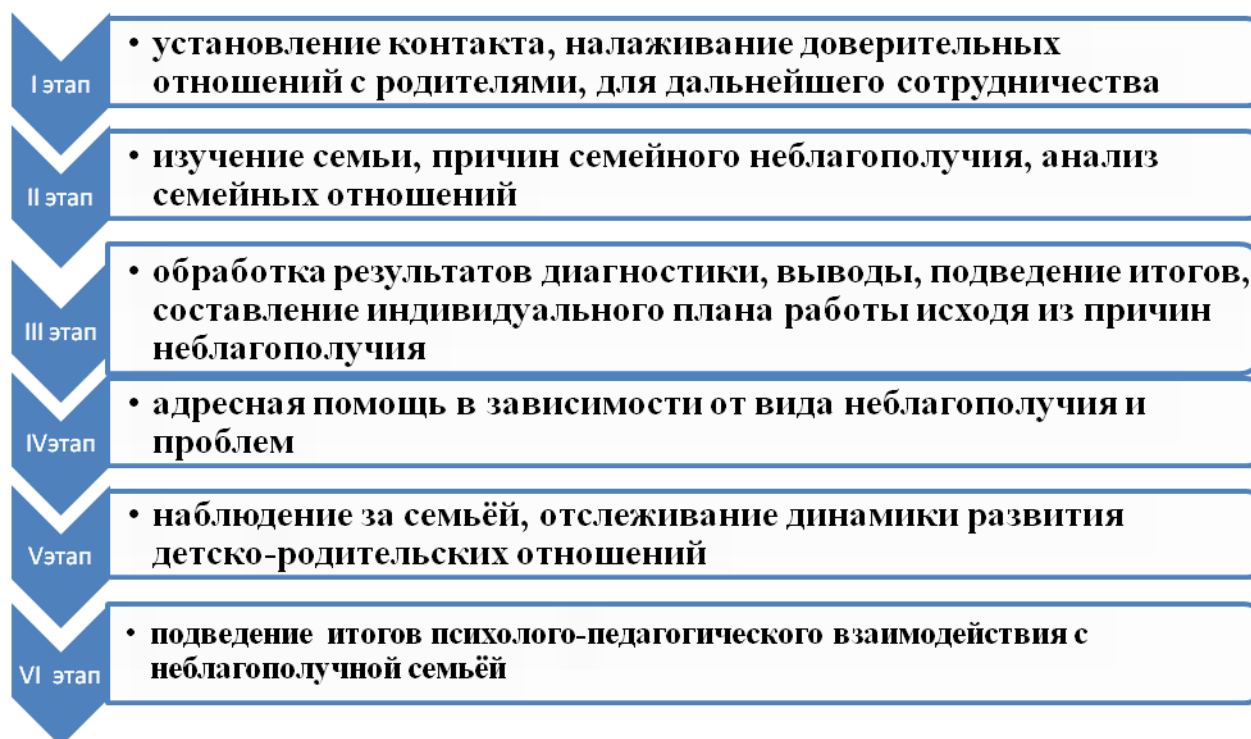 I этап
• установление контакта, налаживание доверительных
отношений с родителями, для дальнейшего сотрудничества
II этап
• изучение семьи, причин семейного неблагополучия, анализ
семейных отношений
III этап
• обработка результатов диагностики, выводы, подведение итогов,
составление индивидуального плана работы исходя из причин
неблагополучия
IVэтап
• адресная помощь в зависимости от вида неблагополучия и
проблем
Vэтап
• наблюдение за семьёй, отслеживание динамики развития
детско-родительских отношений
VI этап
• подведение итогов психолого-педагогического взаимодействия с
неблагополучной семьёй